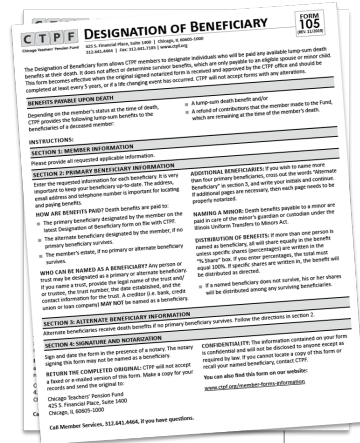 CTPF
Chicago Teachers' Pension Fund
DESIGNATION OF BENEFICIARY
425 S. Financial Place, Suite 1400 | Chicago, IL 60605-1000
312.641.4464 | Fax: 312.641.7185 | www.ctpf.org
FORM
105
(REV. 11/2019)
The Designation of Beneficiary form allows CTPF members to designate individuals who will be paid any available lump-sum death
benefits at their death. It does not affect or determine survivor benefits, which are only payable to an eligible spouse or minor child.
This form becomes effective when the original signed notarized form is received and approved by the CTPF office and should be
completed at least every 5 years, or if a life changing event has occurred. CTPF will not accept forms with any alterations.
BENEFITS PAYABLE UPON DEATH
Depending on the member's status at the time of death,
CTPF provides the following lump-sum benefits to the
beneficiaries of a deceased member:
A lump-sum death benefit and/or
A refund of contributions that the member made to the Fund,
which are remaining at the time of the member's death.
INSTRUCTIONS:
SECTION 1: MEMBER INFORMATION
Please provide all requested applicable information.
SECTION 2: PRIMARY BENEFICIARY INFORMATION
Enter the requested information for each beneficiary. It is very
important to keep your beneficiary up-to-date. The address,
email address and telephone number is important for locating
and paying benefits.
HOW ARE BENEFITS PAID? Death benefits are paid to:
The primary beneficiary designated by the member on the
latest Designation of Beneficiary form on file with CTPF.
The alternate beneficiary designated by the member, if no
primary beneficiary survives.
The member's estate, if no primary or alternate beneficiary
survives.
WHO CAN BE NAMED AS A BENEFICIARY? Any person or
trust may be designated as a primary or alternate beneficiary.
If you name a trust, provide the legal name of the trust and/
or trustee, the trust number, the date established, and the
contact information for the trust. A creditor (i.e. bank, credit
union or loan company) MAY NOT be named as a beneficiary.
ADDITIONAL BENEFICIARIES: If you wish to name more
than four primary beneficiaries, cross out the words "Alternate
Beneficiary" in section 3, and write your initials and continue.
If additional pages are necessary, then each page needs to be
properly notarized.
NAMING A MINOR: Death benefits payable to a minor are
paid in care of the minor's guardian or custodian under the
Illinois Uniform Transfers to Minors Act.
DISTRIBUTION OF BENEFITS: If more than one person is
named as beneficiary, all will share equally in the benefit
unless specific shares (percentages) are written in the
"% Share" box. If you enter percentages, the total must
equal 100%. If specific shares are written in, the benefit will
be distributed as directed.
If a named beneficiary does not survive, his or her shares
will be distributed among any surviving beneficiaries.
SECTION 3: ALTERNATE BENEFICIARY INFORMATION
Alternate beneficiaries receive death benefits if no primary beneficiary survives. Follow the directions in section 2.
SECTION 4: SIGNATURE AND NOTARIZATION
Sign and date the form in the presence of a notary. The notary
signing this form may not be named as a beneficiary.
RETURN THE COMPLETED ORIGINAL: CTPF will not accept
a faxed or e-mailed version of this form. Make a copy for your
records and send the original to:
Chicago Teachers' Pension Fund
425 S. Financial Place, Suite 1400
Chicago, IL 60605-1000
CONFIDENTIALITY: The information contained on your form
is confidential and will not be disclosed to anyone except as
required by law. If you cannot locate a copy of this form or
recall your named beneficiary, contact CTPF.
You can also find this form on our website:
www.ctpf.org/member-forms-information
Call Member Services, 312.641.4464, if you have questions.